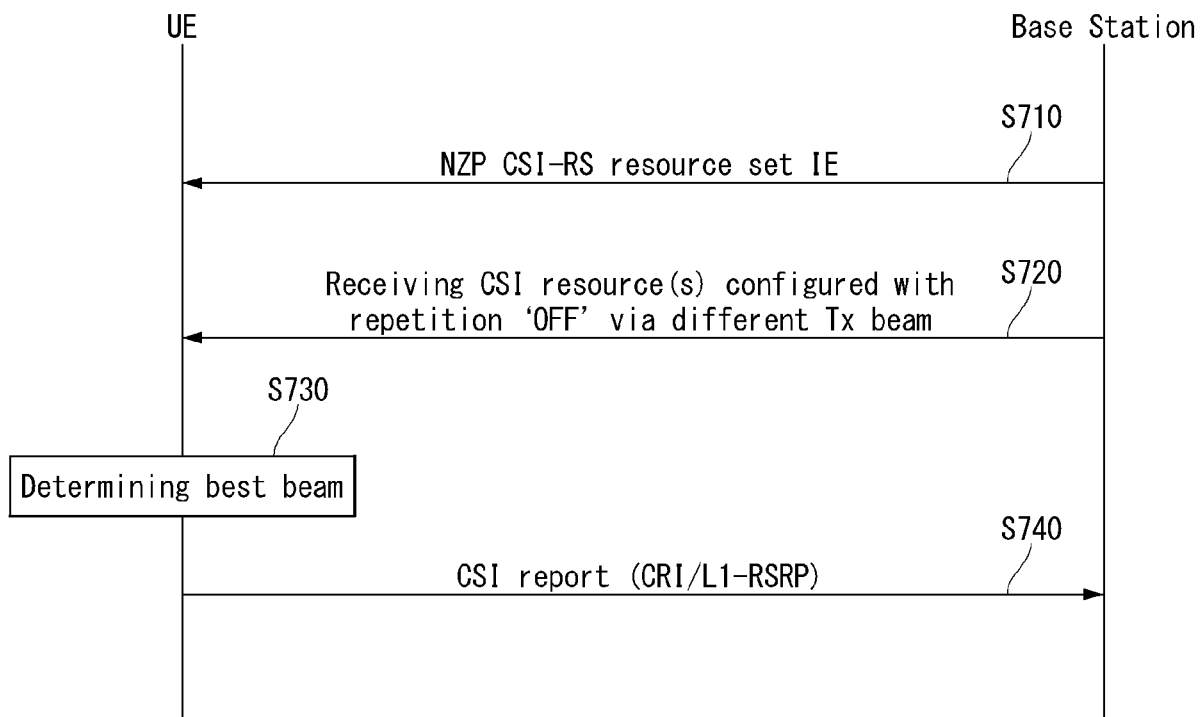 UE
Base Station
S710
NZP CSI-RS resource set IE
S720
Receiving CSI resource(s) configured with
repetition ‘OFF’ via different Tx beam
S730
Determining best beam
S740
CSI report (CRI/L1-RSRP)